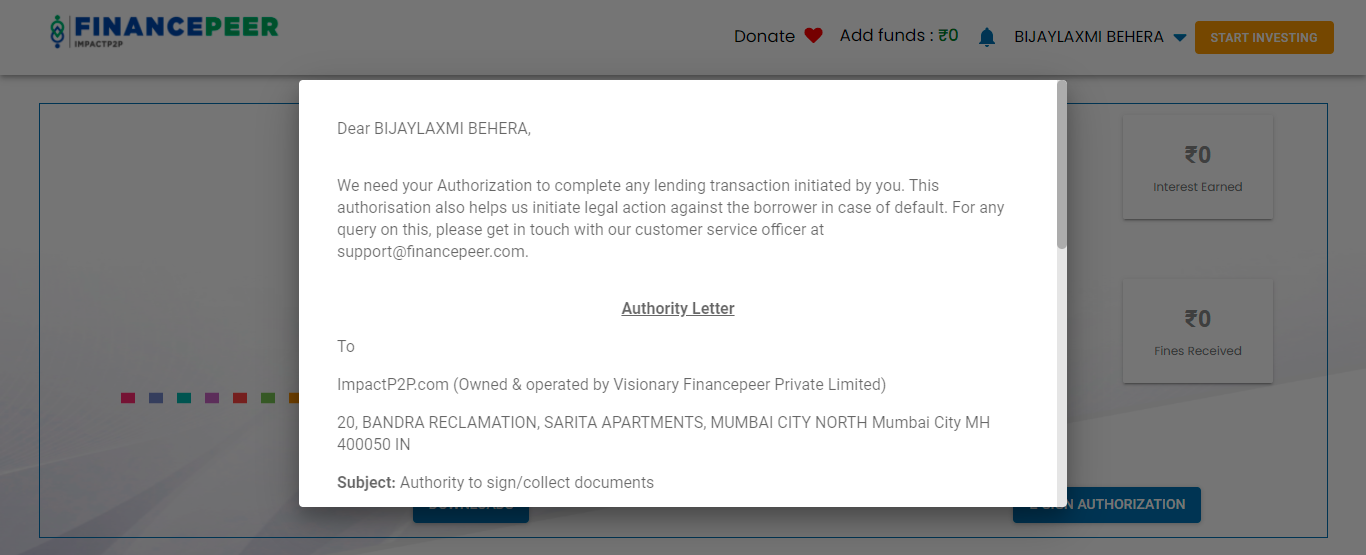 FINANCEPEER
IMPACTP2P
Donate Add funds : ₹0 BIJAYLAXMI BEHERA START INVESTING
Dear BIJAYLAXMI BEHERA,
We need your Authorization to complete any lending transaction initiated by you. This
authorisation also helps us initiate legal action against the borrower in case of default. For any
query on this, please get in touch with our customer service officer at
support@financepeer.com.
Authority Letter
To
ImpactP2P.com (Owned & operated by Visionary Financepeer Private Limited)
20, BANDRA RECLAMATION, SARITA APARTMENTS, MUMBAI CITY NORTH Mumbai City MH
400050 IN
Subject: Authority to sign/collect documents
₹0
Interest Earned
₹0
Fines Received
AUTHORIZATION